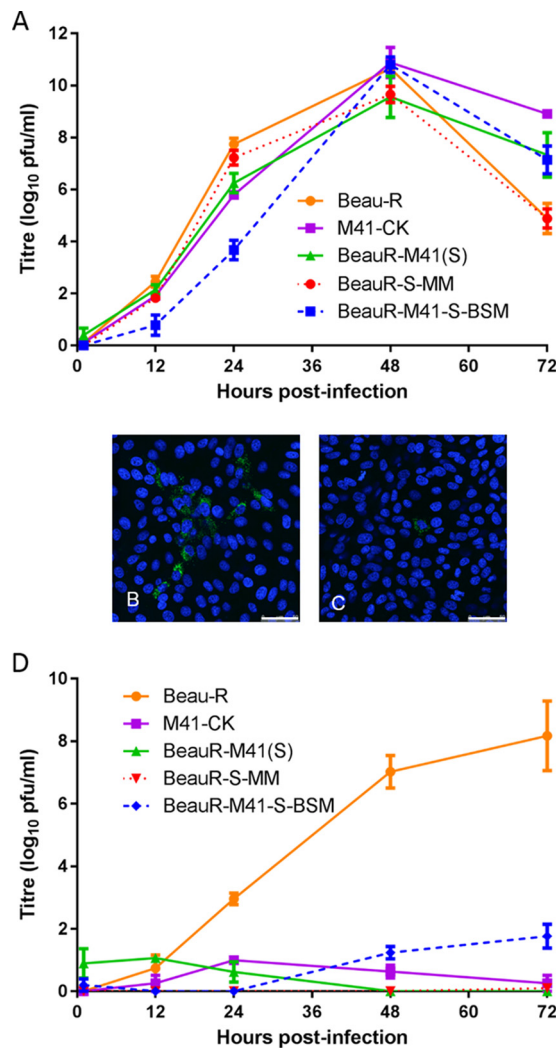 A
12
10
8
6
4
2
0
Titre (log10 pfu/ml)
Beau-R
M41-CK
BeauR-M41(S)
BeauR-S-MM
BeauR-M41-S-BSM
0 12 24 36 48 60 72
Hours post-infection
B
C
D
10
8
6
4
2
0
Titre (log10 pfu/ml)
Beau-R
M41-CK
BeauR-M41(S)
BeauR-S-MM
BeauR-M41-S-BSM
0 12 24 36 48 60 72
Hours post-infection